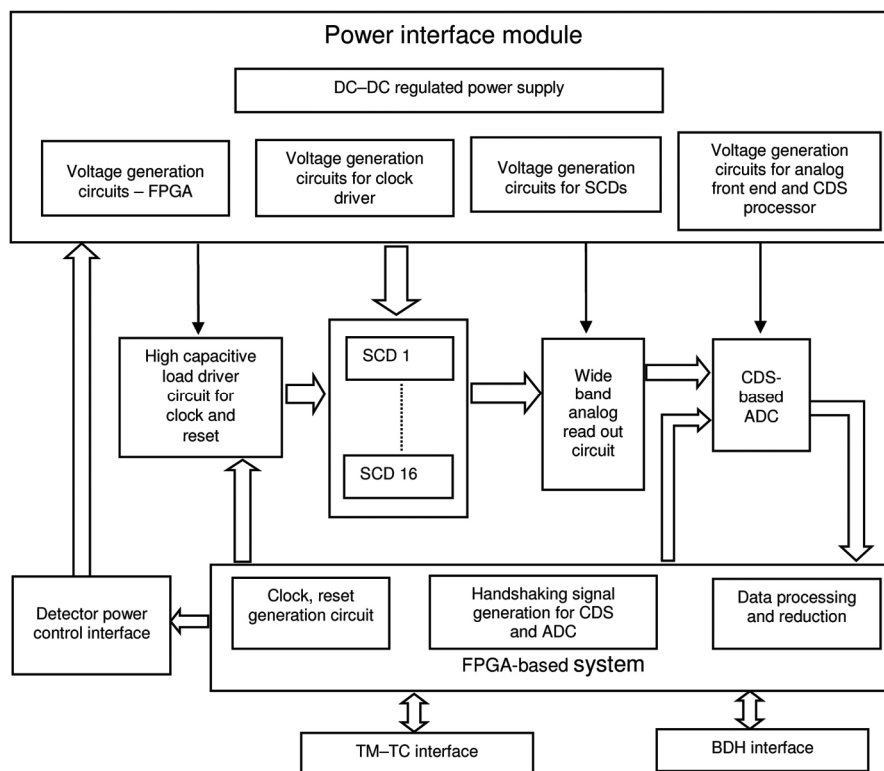 Power interface module
DC–DC regulated power supply
Voltage generation
circuits – FPGA
Voltage generation
circuits for clock
driver
Voltage generation
circuits for SCDs
Voltage generation
circuits for analog
front end and CDS
processor
High capacitive
load driver
circuit for
clock and
reset
SCD 1
SCD 16
Wide
band
analog
read out
circuit
CDS-
based
ADC
Detector power
control interface
Clock, reset
generation circuit
Handshaking signal
generation for CDS
and ADC
Data processing
and reduction
FPGA-based system
TM–TC interface
BDH interface